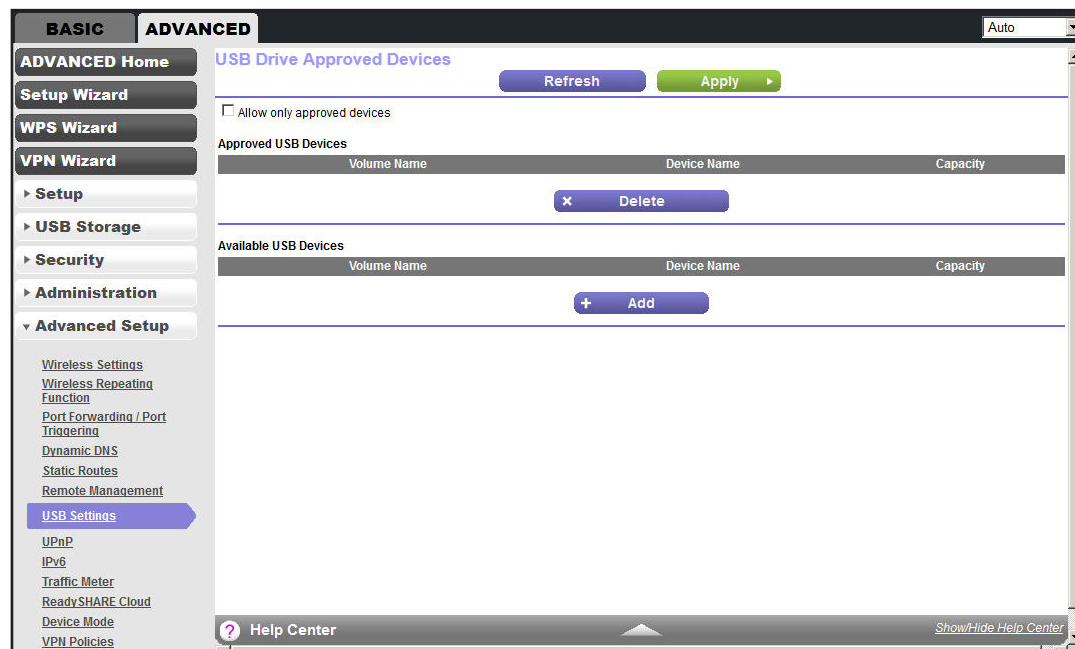 BASIC
ADVANCED
Auto
ADVANCED Home
Setup Wizard
WPS Wizard
VPN Wizard
Setup
USB Storage
Security
Administration
Advanced Setup
Wireless Settings
Wireless Repeating
Function
Port Forwarding / Port
Triggering
Dynamic DNS
Static Routes
Remote Management
USB Settings
UPnP
IPv6
Traffic Meter
ReadySHARE Cloud
Device Mode
VPN Policies
USB Drive Approved Devices
Refresh
Apply
Allow only approved devices
Approved USB Devices
Volume Name Device Name Capacity
Delete
Available USB Devices
Volume Name Device Name Capacity
Add
? Help Center
Show/Hide Help Center